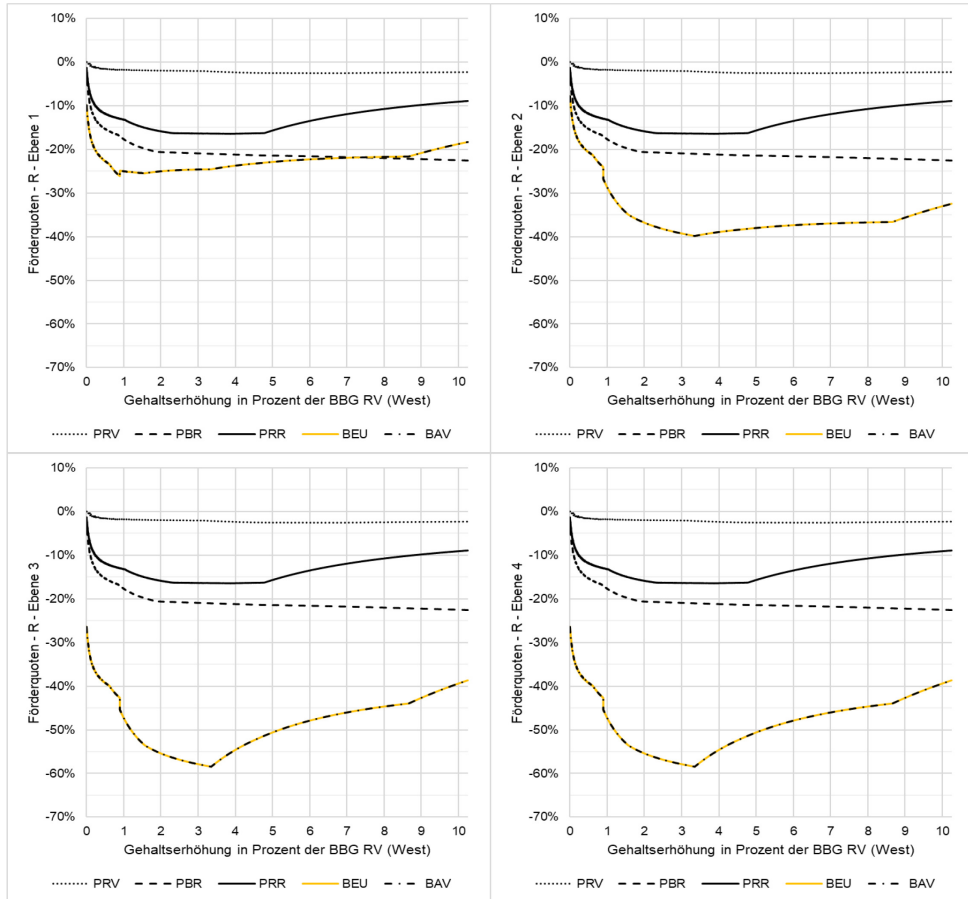 10%
0%
-10%
-20%
-30%
-40%
-50%
-60%
-70%
Förderquoten - R - Ebene 1
0 1 2 3 4 5 6 7 8 9 10
Gehaltserhöhung in Prozent der BBG RV (West)
PRV PBR PRR BEU BAV
10%
0%
-10%
-20%
-30%
-40%
-50%
-60%
-70%
Förderquoten - R - Ebene 2
0 1 2 3 4 5 6 7 8 9 10
Gehaltserhöhung in Prozent der BBG RV (West)
PRV PBR PRR BEU BAV
10%
0%
-10%
-20%
-30%
-40%
-50%
-60%
-70%
Förderquoten - R - Ebene 3
0 1 2 3 4 5 6 7 8 9 10
Gehaltserhöhung in Prozent der BBG RV (West)
PRV PBR PRR BEU BAV
10%
0%
-10%
-20%
-30%
-40%
-50%
-60%
-70%
Förderquoten - R - Ebene 4
0 1 2 3 4 5 6 7 8 9 10
Gehaltserhöhung in Prozent der BBG RV (West)
PRV PBR PRR BEU BAV